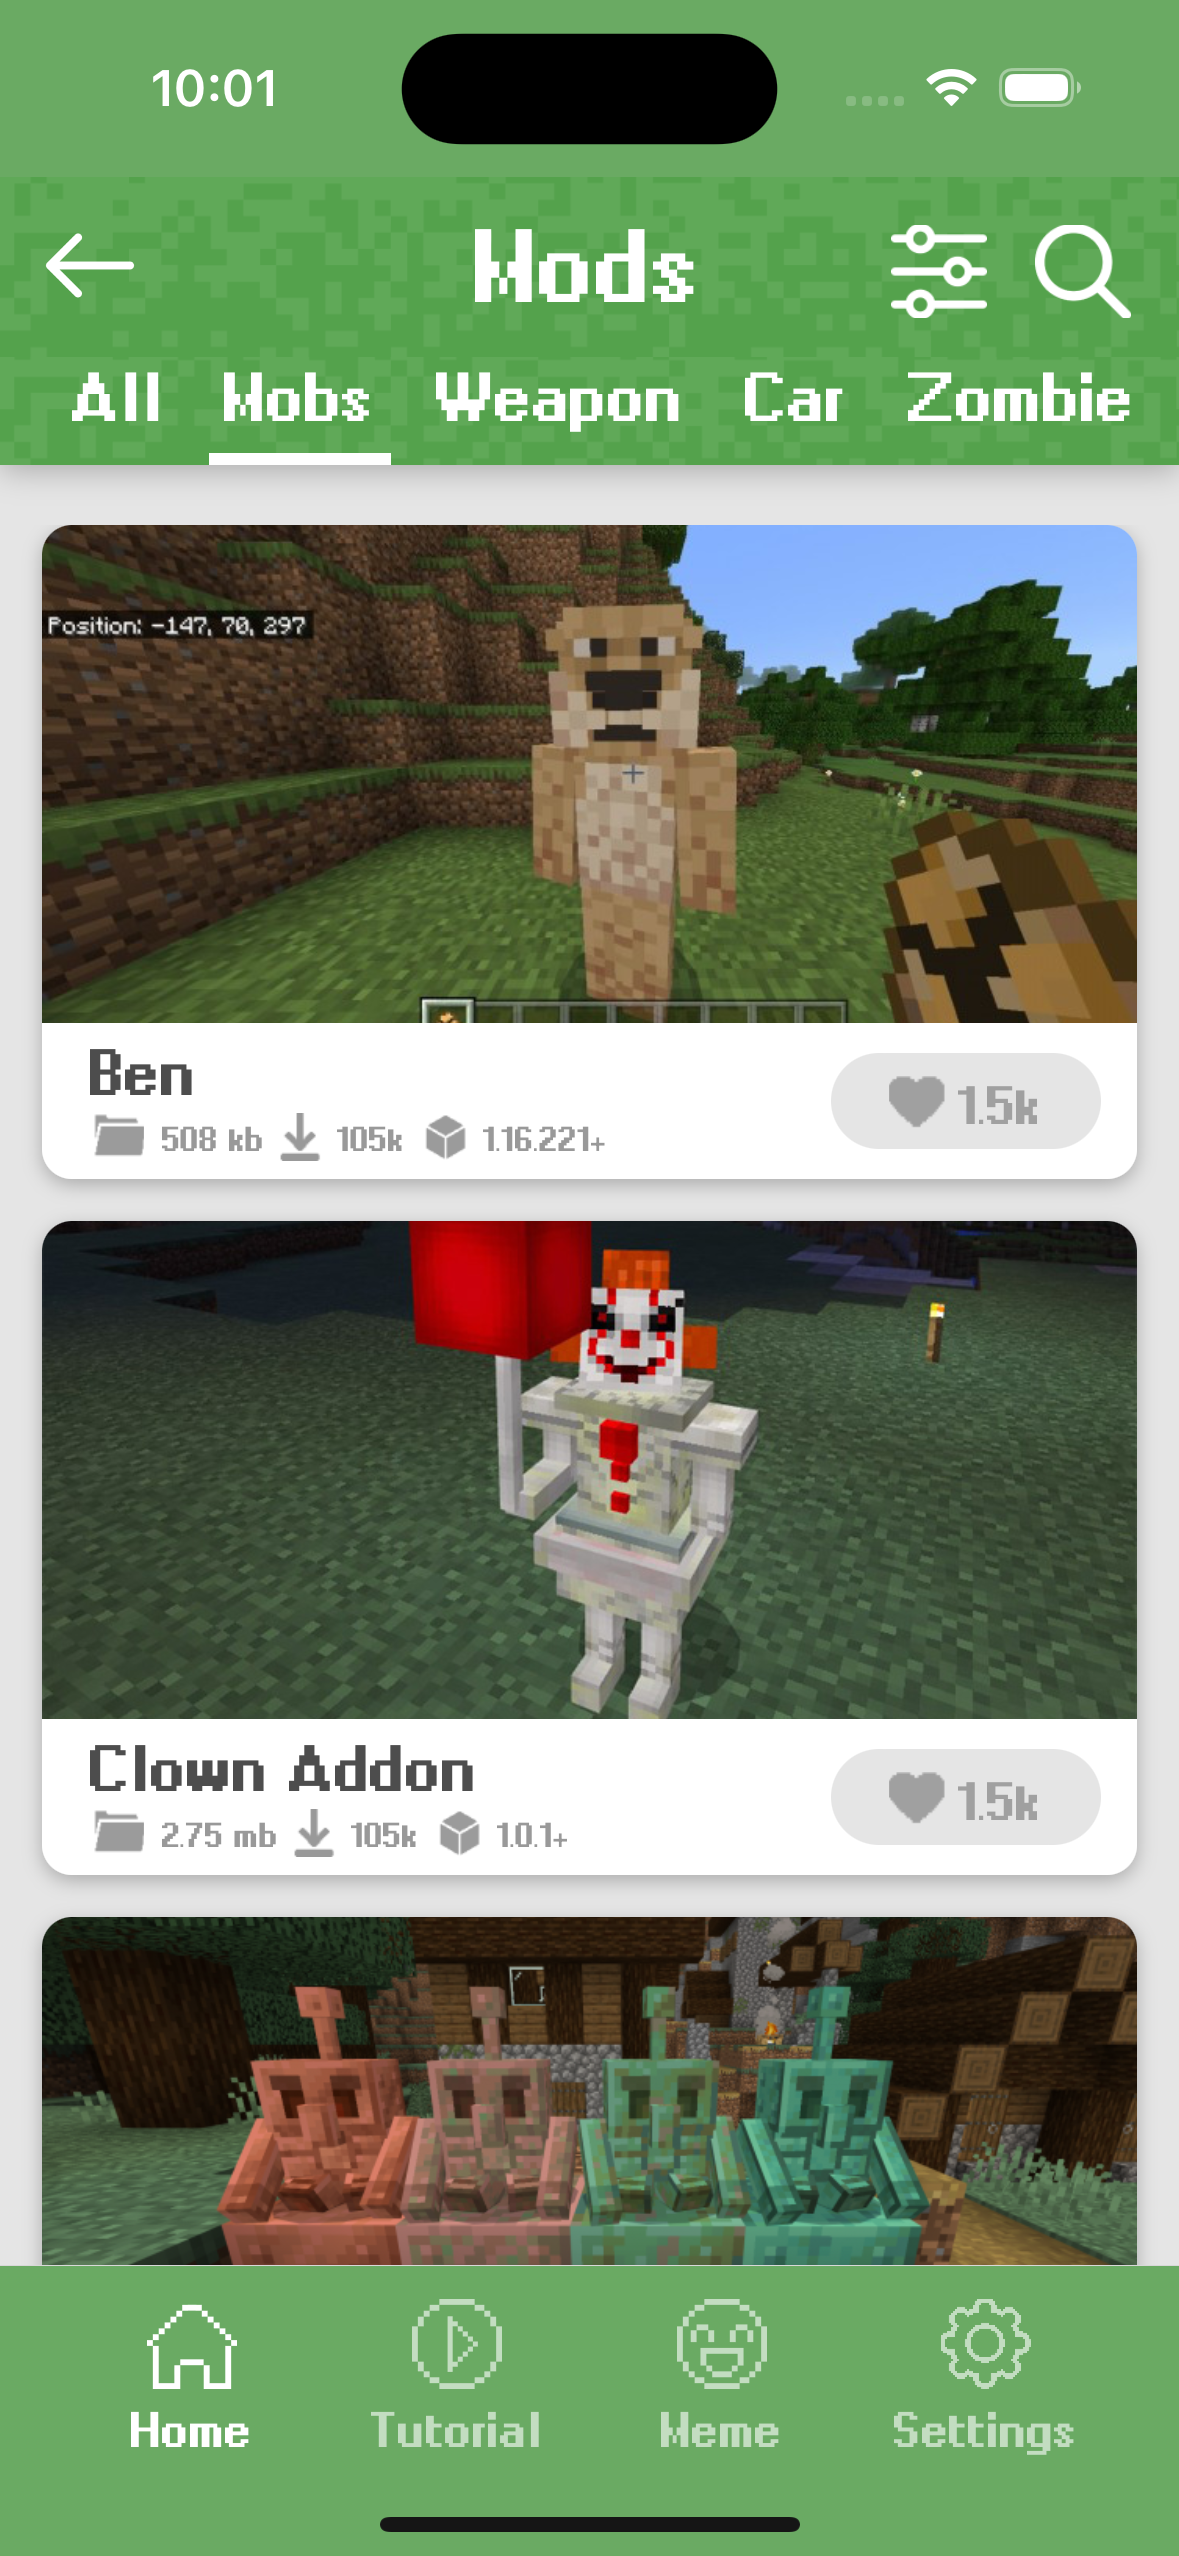 10:01
Mods
All Mobs Weapon Car Zombie
Position: -147, 70, 297
Ben
508 kb 105k 1.16.221+
1.5k
Clown Addon
2.75 mb 105k 1.0.1+
1.5k
Home Tutorial Meme Settings